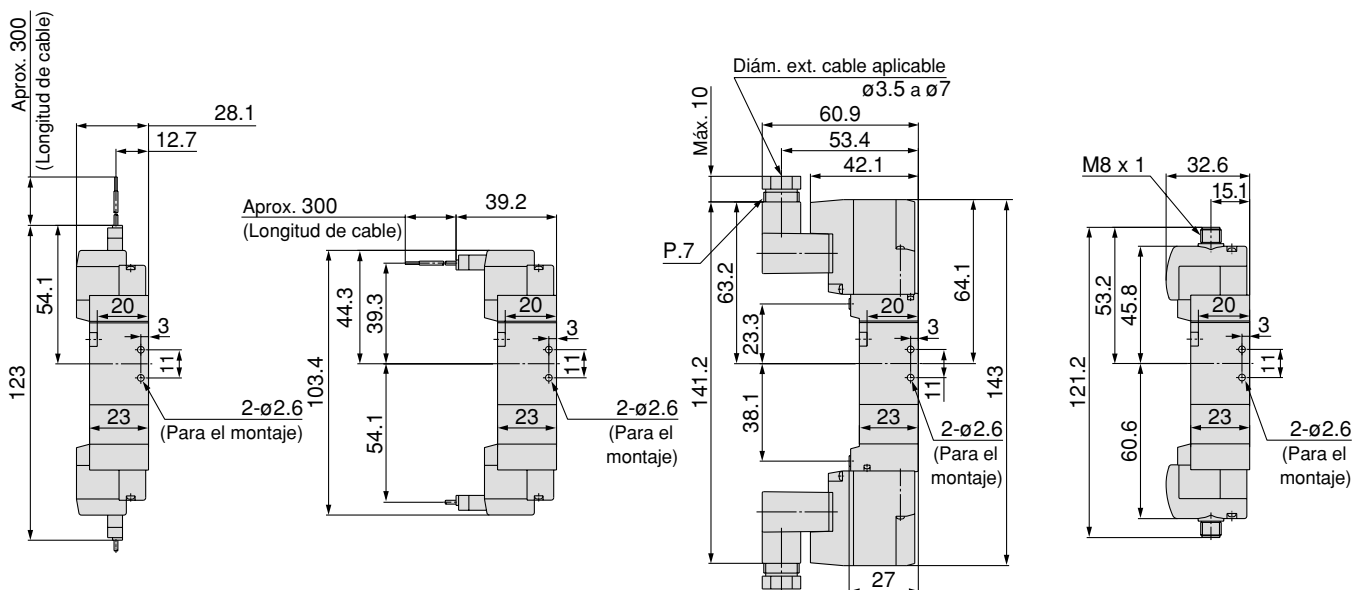 Aprox. 300
(Longitud de cable)
28.1
12.7
54.1
123
20
3
11
23
2-ø2.6
(Para el montaje)
Aprox. 300
(Longitud de cable)
39.2
44.3
39.3
103.4
54.1
20
3
11
23
2-ø2.6
(Para el
montaje)
Diám. ext. cable aplicable
ø3.5 a ø7
Máx. 10
60.9
53.4
42.1
P.7
63.2
64.1
23.3
20
3
11
141.2
143
38.1
23
2-ø2.6
(Para el
montaje)
27
M8 x 1
32.6
15.1
53.2
45.8
20
3
11
121.2
60.6
23
2-ø2.6
(Para el
montaje)